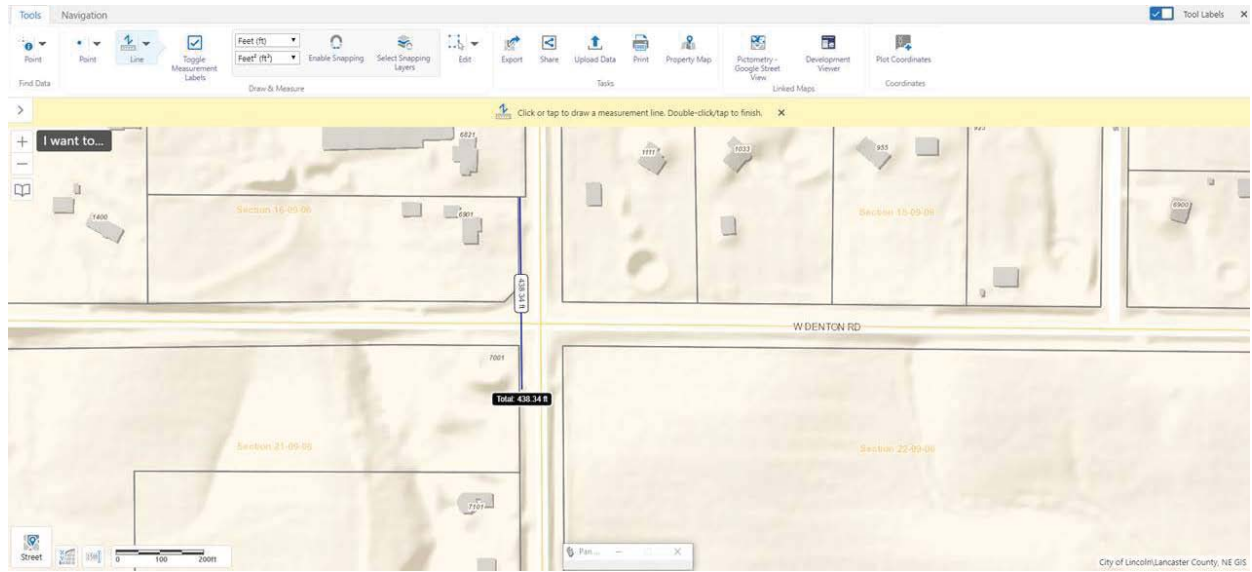 Tools Navigation Tool Labels
Point
Point
Line
Toggle Measurement Labels
Feet (ft)
Feet² (ft²)
Enable Snapping
Select Snapping Layers
Edit
Export
Share
Upload Data
Print
Property Map
Pictometry - Google Street View
Development Viewer
Plot Coordinates
Find Data
Draw & Measure
Tasks
Linked Maps
Coordinates
Click or tap to draw a measurement line. Double-click/tap to finish.
I want to...
6821
1111
1033
955
1400
Section 16-09-06
6901
6900
438.34 ft
W DENTON RD
7001
Total: 438.34 ft
Section 21-09-06
Section 22-09-06
7101
Street
0 100 200ft
Pan ...
City of Lincoln\Lancaster County, NE GIS